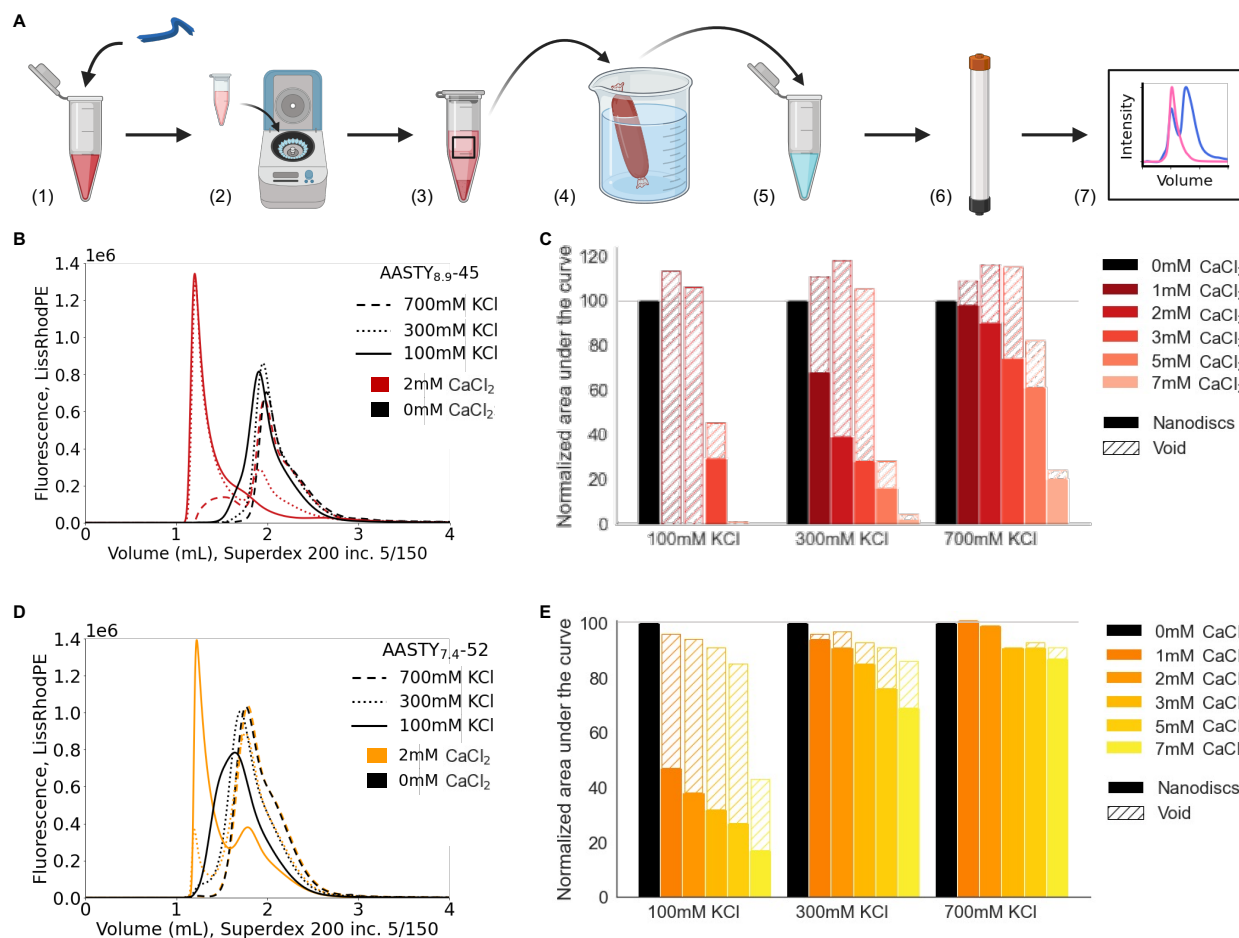 A
(1)
(2)
(3)
(4)
(5)
(6)
(7)
Intensity
Volume
B
1e6
1.4
1.2
1.0
0.8
0.6
0.4
0.2
0.0
0
1
2
3
4
Fluorescence, LissRhodPE
Volume (mL), Superdex 200 inc. 5/150
AASTY8.9-45
700mM KCl
300mM KCl
100mM KCl
2mM CaCl2
0mM CaCl2
C
120
100
80
60
40
20
0
Normalized area under the curve
100mM KCl
300mM KCl
700mM KCl
0mM CaCl2
1mM CaCl2
2mM CaCl2
3mM CaCl2
5mM CaCl2
7mM CaCl2
Nanodiscs
Void
D
1e6
1.4
1.2
1.0
0.8
0.6
0.4
0.2
0.0
0
1
2
3
4
Fluorescence, LissRhodPE
Volume (mL), Superdex 200 inc. 5/150
AASTY7.4-52
700mM KCl
300mM KCl
100mM KCl
2mM CaCl2
0mM CaCl2
E
100
80
60
40
20
0
Normalized area under the curve
100mM KCl
300mM KCl
700mM KCl
0mM CaCl
1mM CaCl
2mM CaCl
3mM CaCl
5mM CaCl
7mM CaCl
Nanodiscs
Void